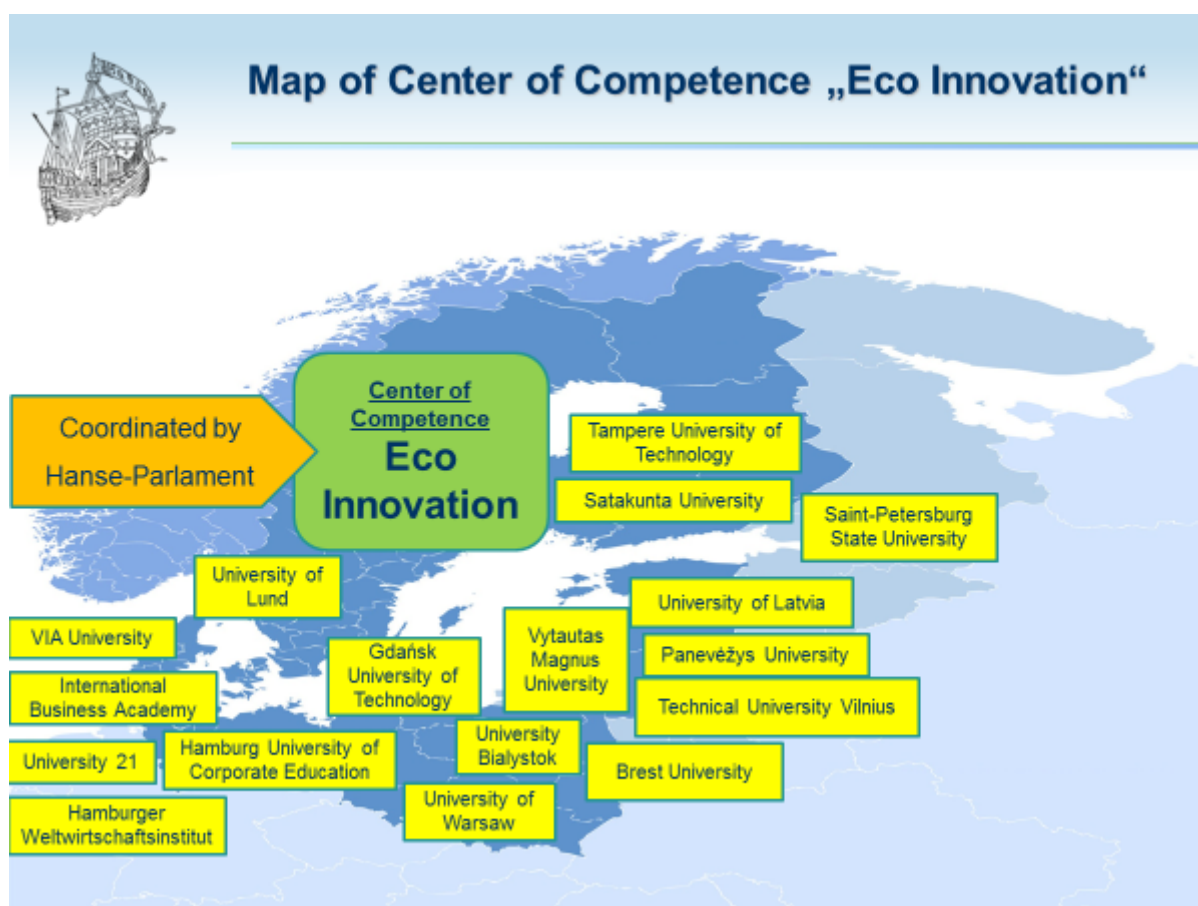 Map of Center of Competence „Eco Innovation“
Center of
Competence
Eco
Innovation
Coordinated by
Hanse-Parlament
Tampere University of
Technology
Satakunta University
Saint-Petersburg
State University
University of
Lund
University of Latvia
VIA University
Gdańsk
University of
Technology
Vytautas
Magnus
University
Panevėžys University
International
Business Academy
Technical University Vilnius
University 21
Hamburg University of
Corporate Education
University
Bialystok
Brest University
Hamburger
Weltwirtschaftsinstitut
University of
Warsaw